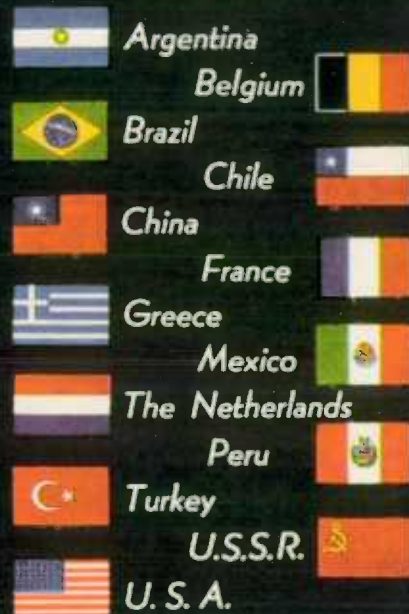 Argentina
Belgium
Brazil
Chile
China
France
Greece
Mexico
The Netherlands
Peru
Turkey
U.S.S.R.
U. S. A.